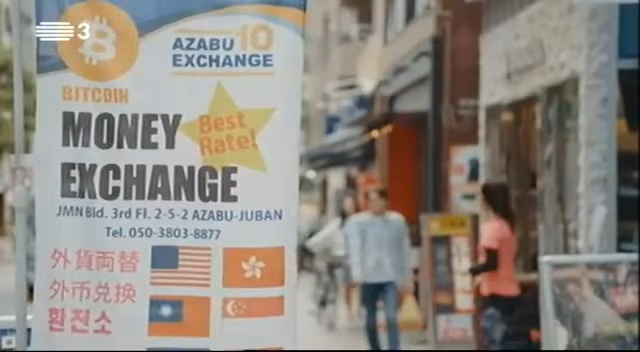 3
AZABU 10
EXCHANGE
BITCOIN
MONEY
EXCHANGE
Best
Rate!
JMN Bld. 3rd Fl. 2-5-2 AZABU-JUBAN
Tel. 050-3803-8877
外貨両替
外币兑换
환전소